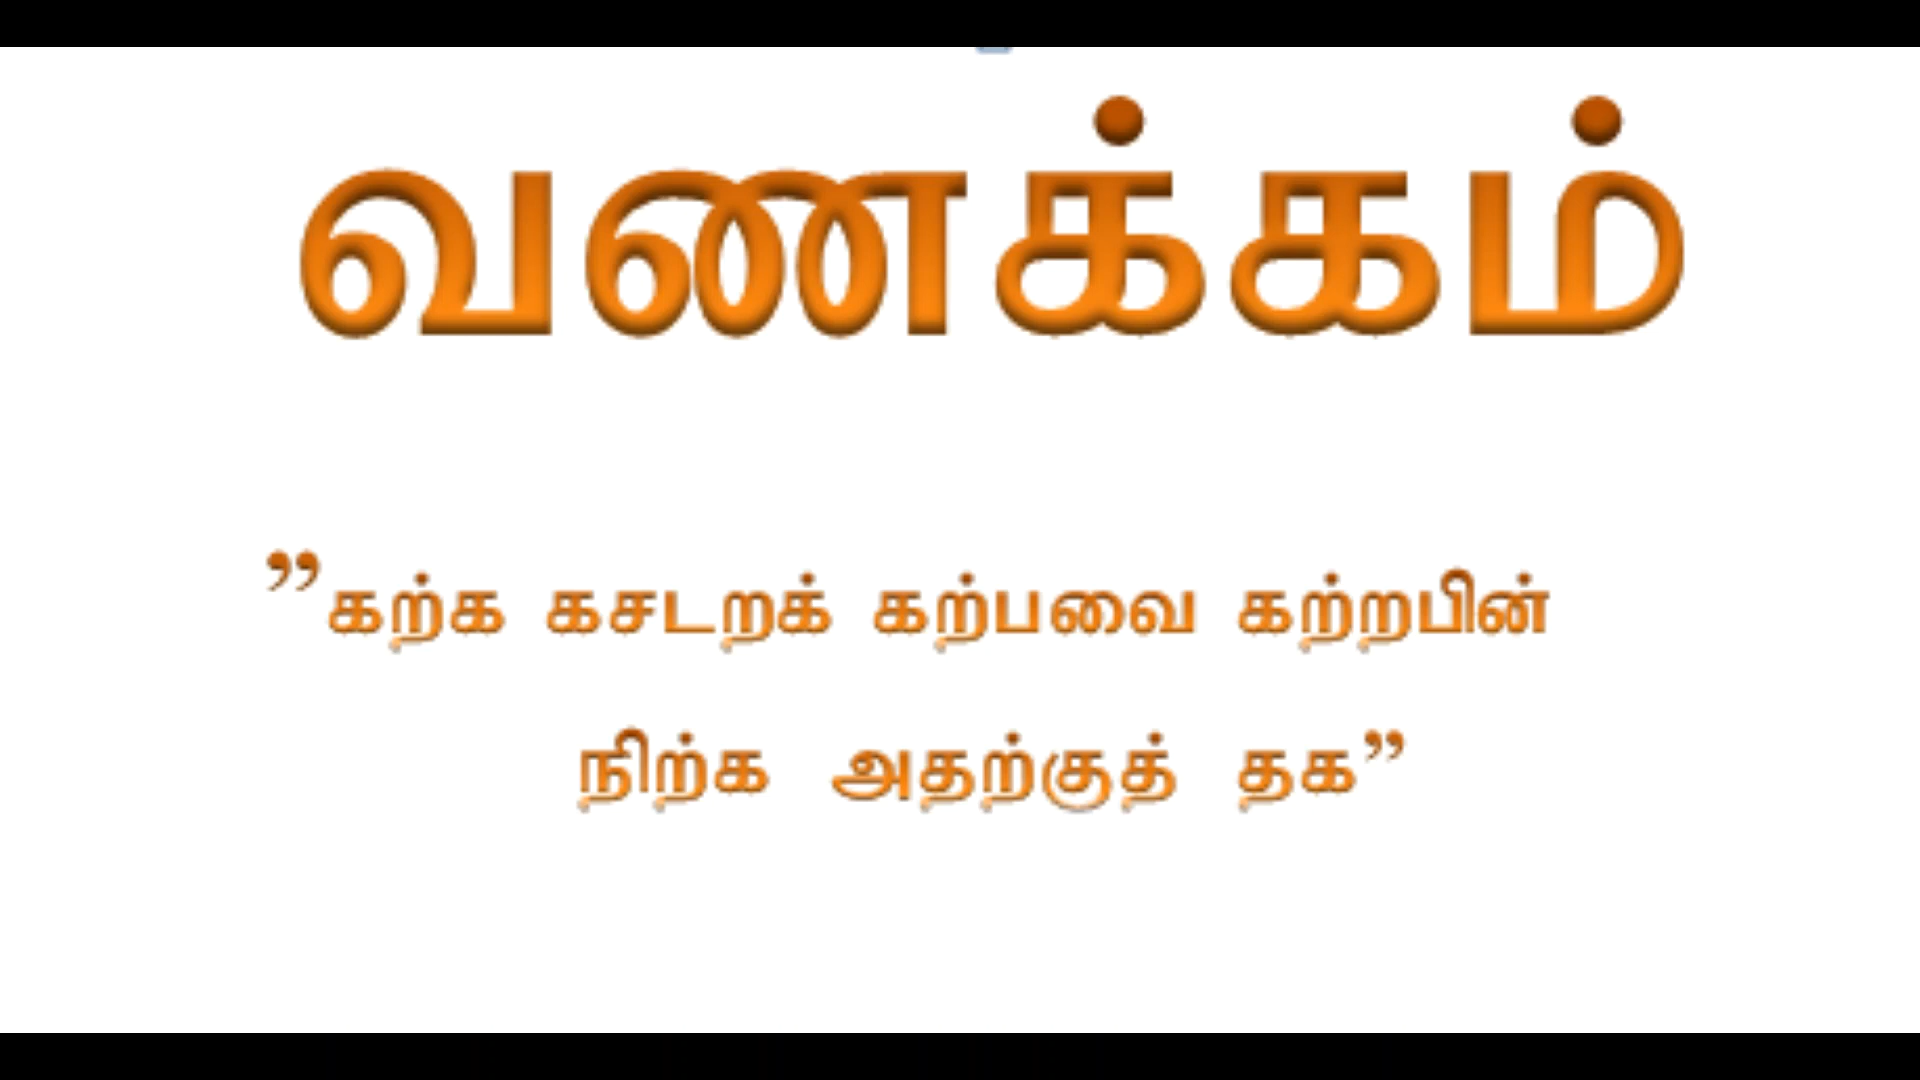 வணக்கம்
”கற்க கசடறக் கற்பவை கற்றபின்
நிற்க அதற்குத் தக”